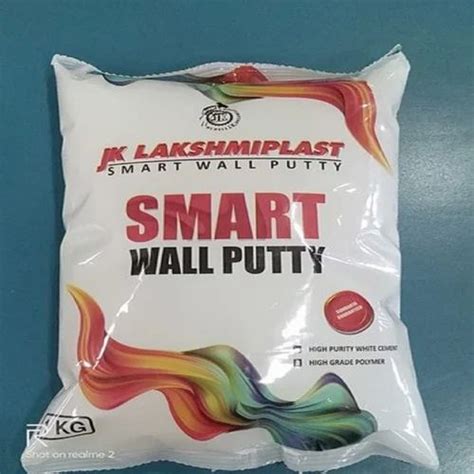 JK LAKSHMIPLAST
SMART WALL PUTTY
SMART
WALL PUTTY
HIGH PURITY WHITE CEMENT
HIGH GRADE POLYMER
KG
Shot on realme 2